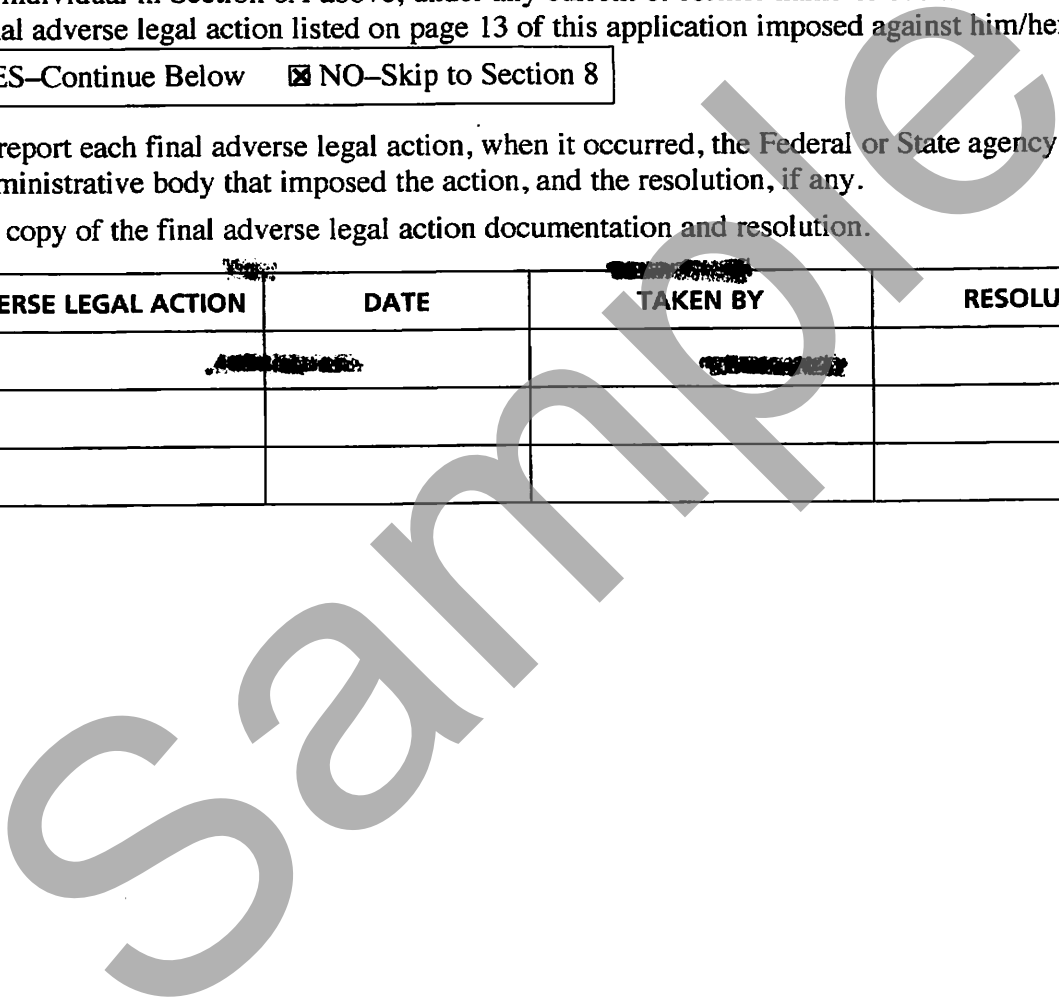 al adverse legal action listed on page 13 of this application imposed against him/he
ES–Continue Below ☒ NO–Skip to Section 8
report each final adverse legal action, when it occurred, the Federal or State agency
ministrative body that imposed the action, and the resolution, if any.
copy of the final adverse legal action documentation and resolution.
ERSE LEGAL ACTION DATE TAKEN BY RESOLU
Sample